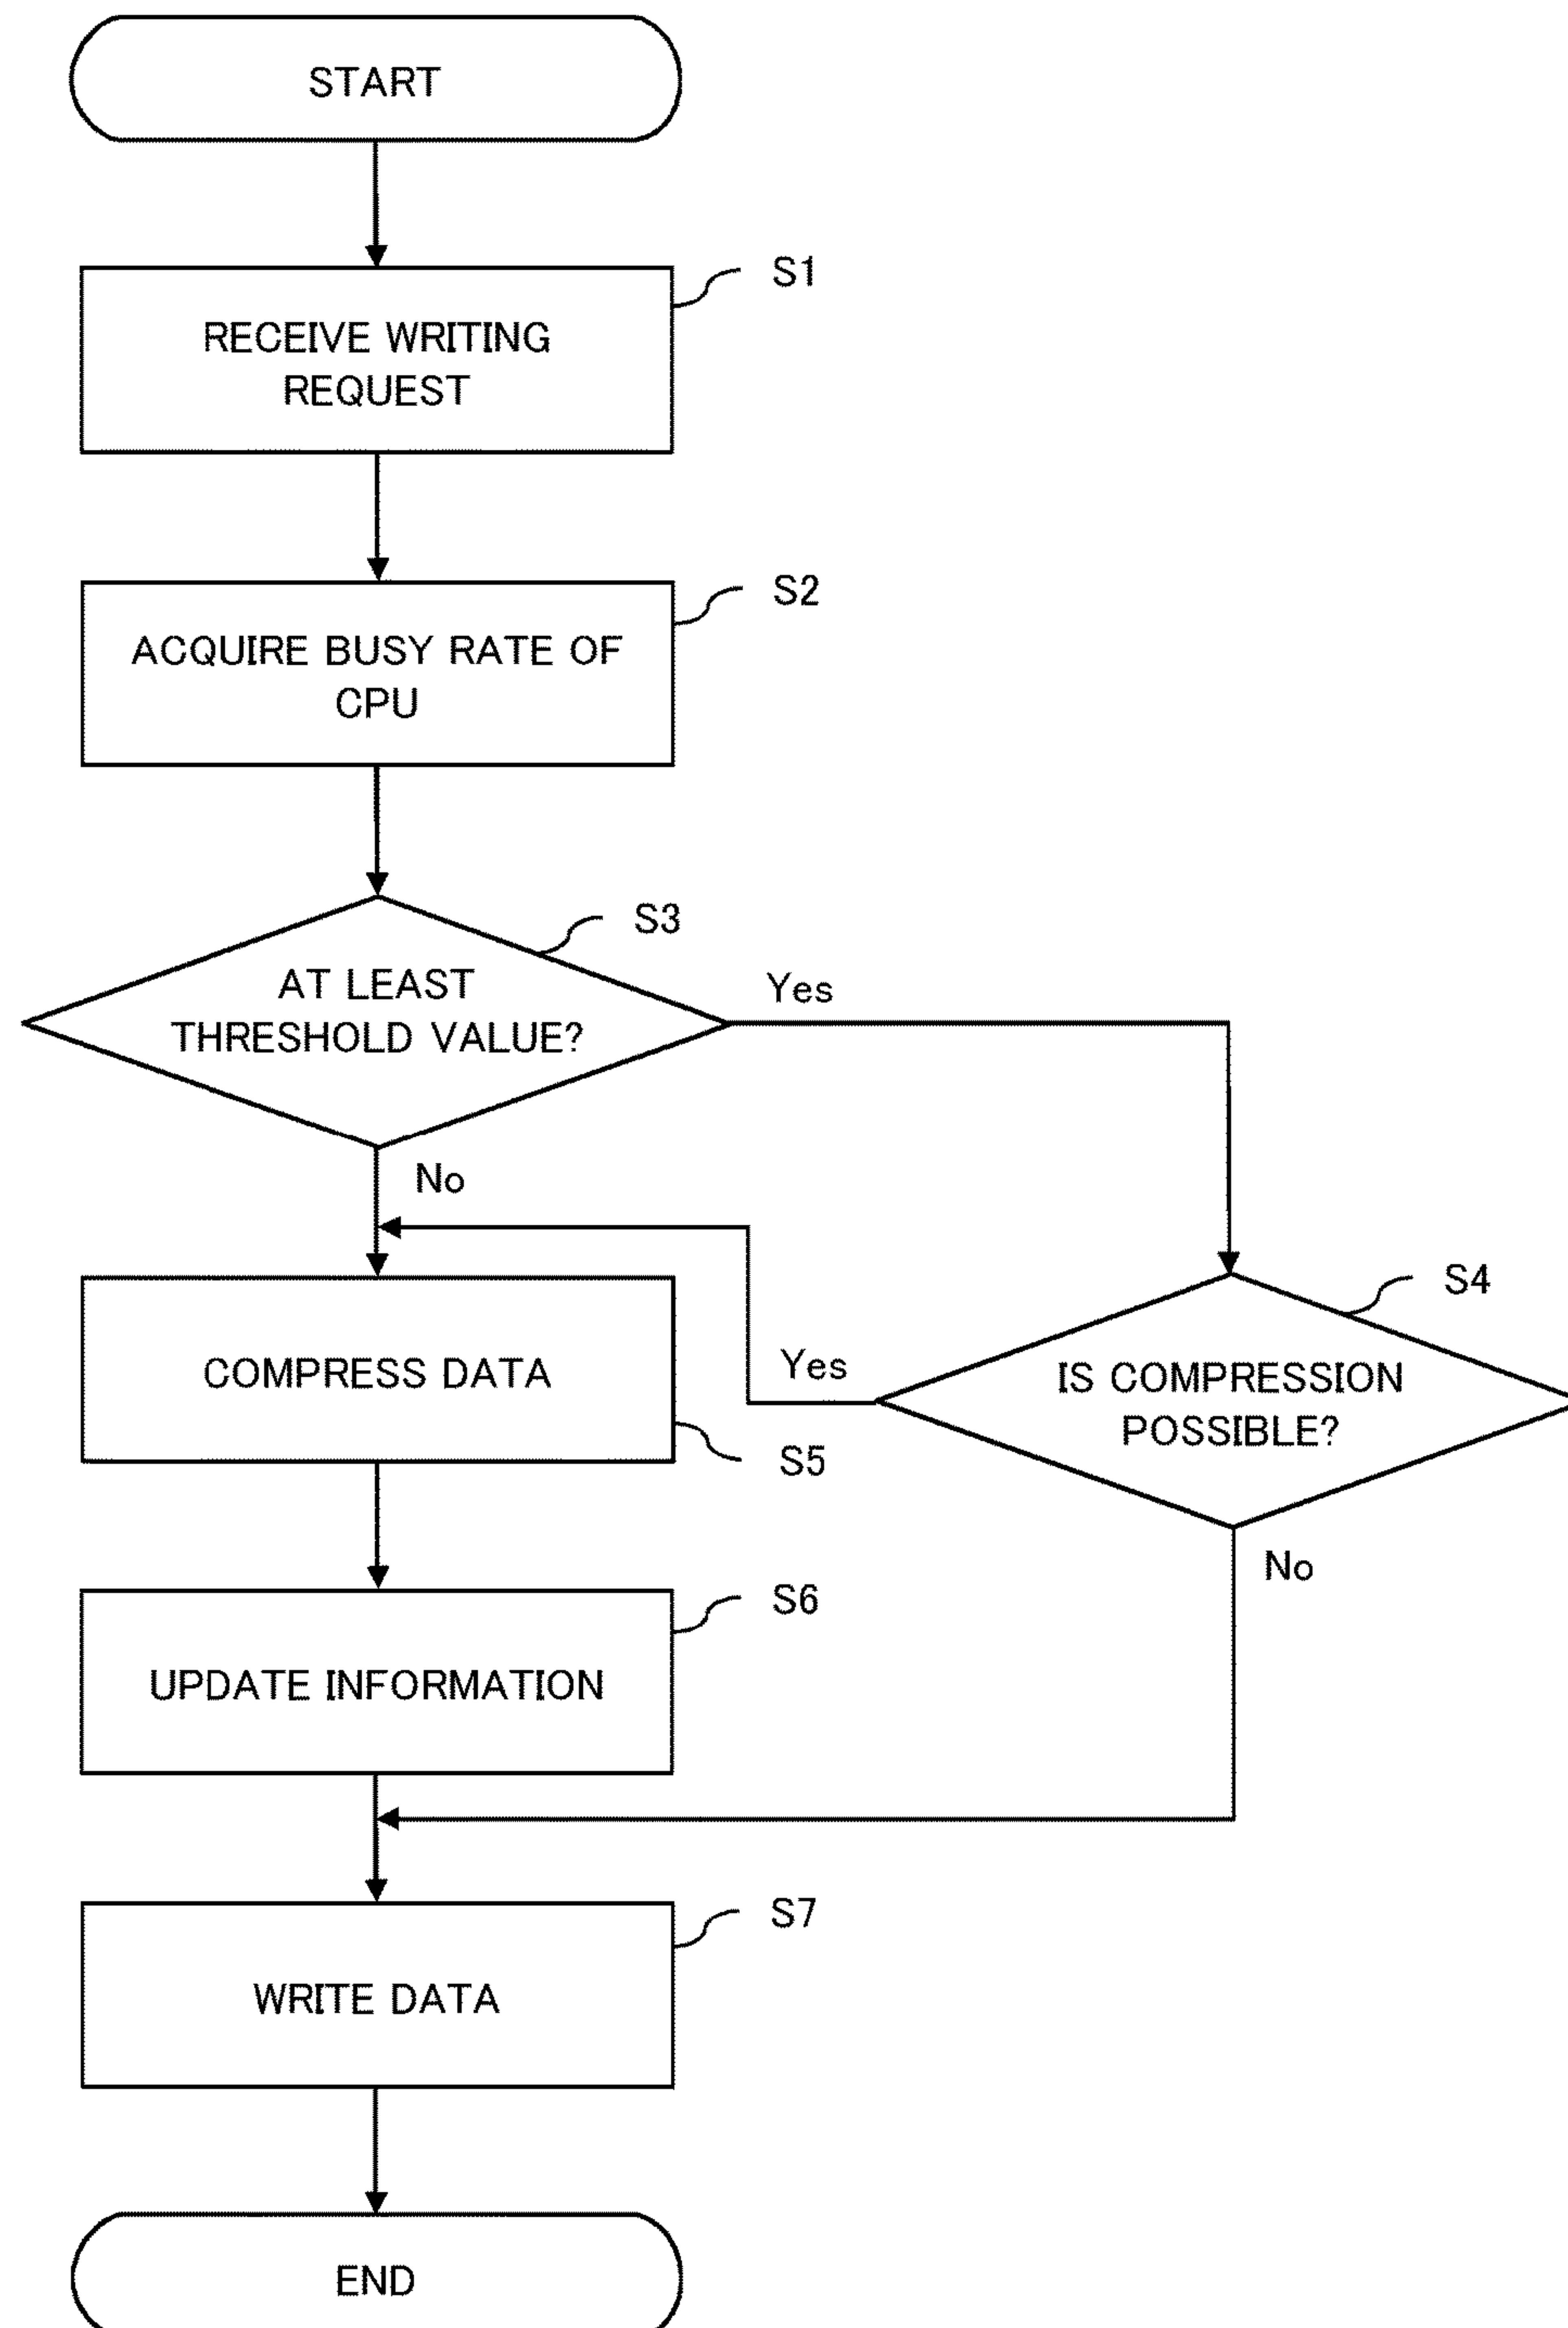 START
S1
RECEIVE WRITING
REQUEST
S2
ACQUIRE BUSY RATE OF
CPU
S3
AT LEAST
THRESHOLD VALUE?
Yes
No
S4
IS COMPRESSION
POSSIBLE?
Yes
COMPRESS DATA
S5
No
S6
UPDATE INFORMATION
S7
WRITE DATA
END